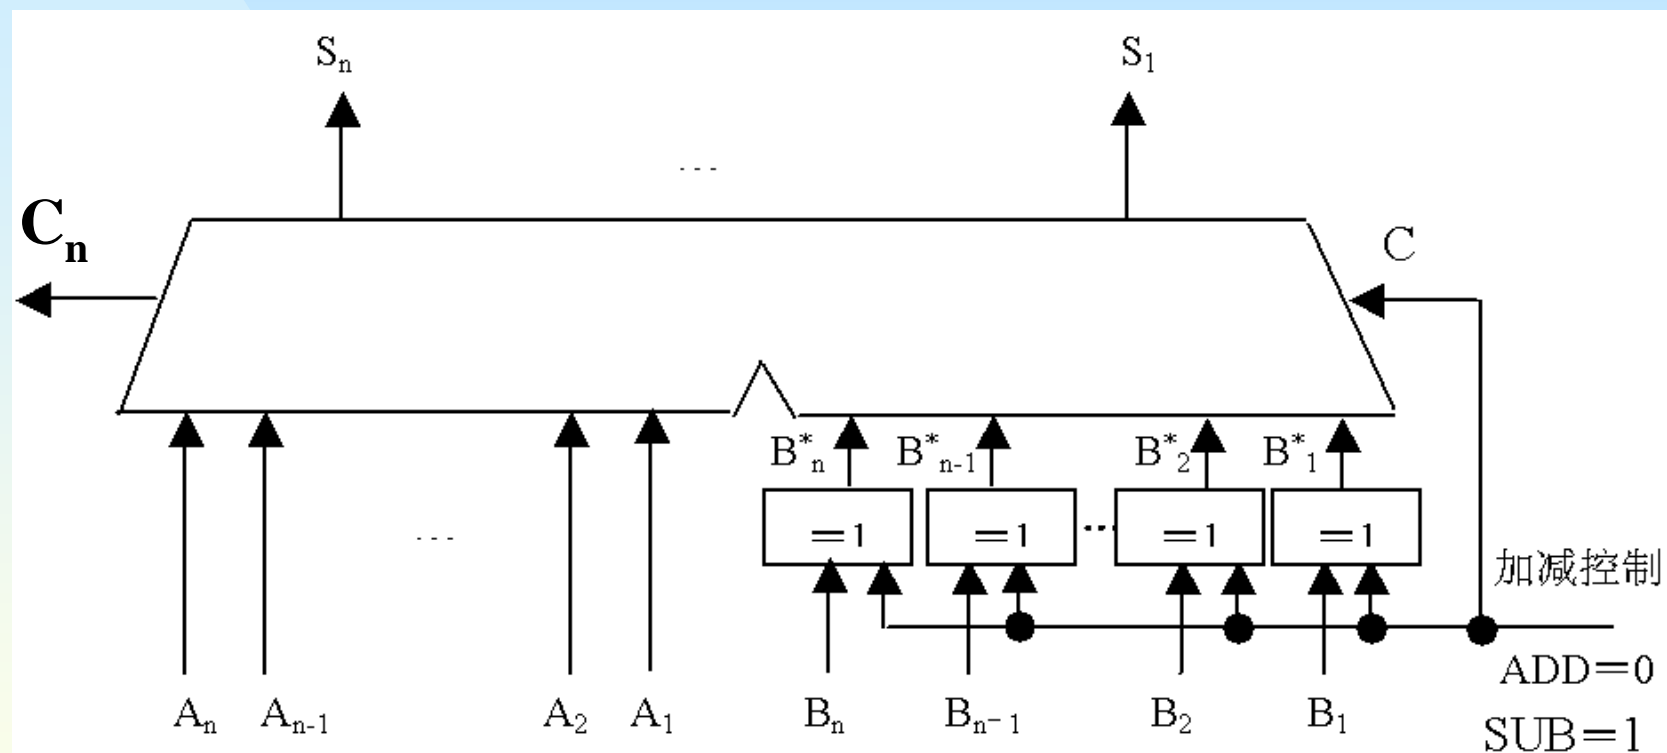 Sₙ S₁
...
Cₙ C
B*ₙ B*ₙ₋₁ B*₂ B*₁
=1 =1 ... =1 =1
...
加减控制
ADD=0
Aₙ Aₙ₋₁ A₂ A₁ Bₙ Bₙ₋₁ B₂ B₁
SUB=1